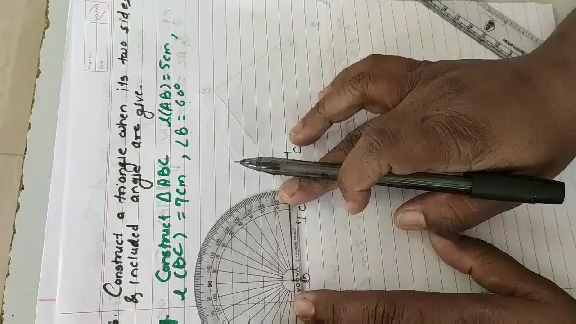 Construct a triangle when its two sides
& included angle are give.
Construct Δ ABC l(AB) = 5cm,
l(BC) = 7cm, ∠B = 60°